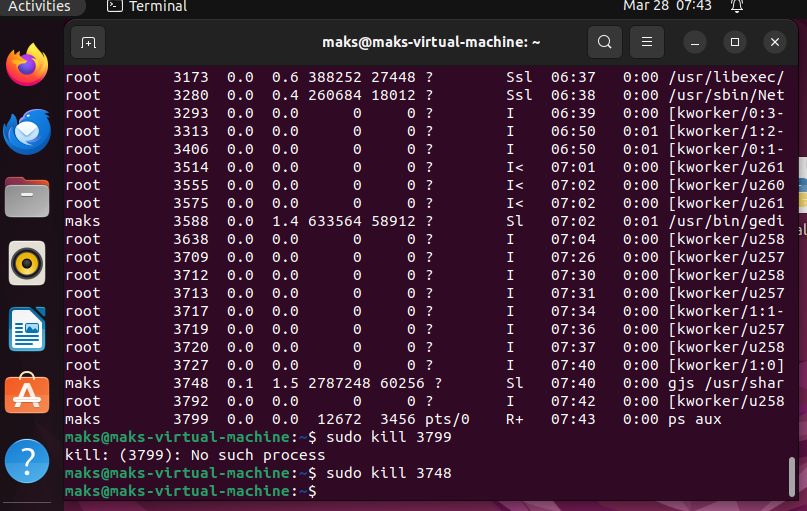 Activities Terminal Mar 28 07:43
maks@maks-virtual-machine: ~
root 3173 0.0 0.6 388252 27448 ? Ssl 06:37 0:00 /usr/libexec/
root 3280 0.0 0.4 260684 18012 ? Ssl 06:38 0:00 /usr/sbin/Net
root 3293 0.0 0.0 0 0 ? I 06:39 0:00 [kworker/0:3-
root 3313 0.0 0.0 0 0 ? I 06:50 0:01 [kworker/1:2-
root 3406 0.0 0.0 0 0 ? I 06:50 0:01 [kworker/0:1-
root 3514 0.0 0.0 0 0 ? I< 07:01 0:00 [kworker/u261
root 3555 0.0 0.0 0 0 ? I< 07:02 0:00 [kworker/u260
root 3575 0.0 0.0 0 0 ? I< 07:02 0:00 [kworker/u261
maks 3588 0.0 1.4 633564 58912 ? Sl 07:02 0:01 /usr/bin/gedi
root 3638 0.0 0.0 0 0 ? I 07:04 0:00 [kworker/u258
root 3709 0.0 0.0 0 0 ? I 07:26 0:00 [kworker/u257
root 3712 0.0 0.0 0 0 ? I 07:30 0:00 [kworker/u258
root 3713 0.0 0.0 0 0 ? I 07:31 0:00 [kworker/u257
root 3717 0.0 0.0 0 0 ? I 07:34 0:00 [kworker/1:1-
root 3719 0.0 0.0 0 0 ? I 07:36 0:00 [kworker/u257
root 3720 0.0 0.0 0 0 ? I 07:37 0:00 [kworker/u258
root 3727 0.0 0.0 0 0 ? I 07:40 0:00 [kworker/1:0]
maks 3748 0.1 1.5 2787248 60256 ? Sl 07:40 0:00 gjs /usr/shar
root 3792 0.0 0.0 0 0 ? I 07:42 0:00 [kworker/u258
maks 3799 0.0 0.0 12672 3456 pts/0 R+ 07:43 0:00 ps aux
maks@maks-virtual-machine:~$ sudo kill 3799
kill: (3799): No such process
maks@maks-virtual-machine:~$ sudo kill 3748
maks@maks-virtual-machine:~$